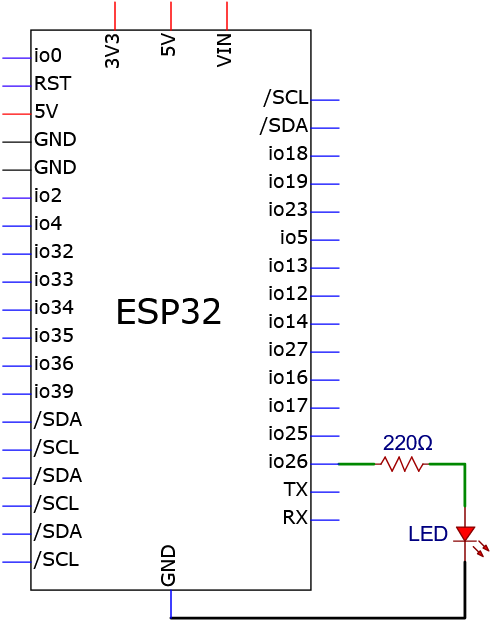 3V3
5V
VIN
io0
RST
5V
GND
GND
io2
io4
io32
io33
io34
io35
io36
io39
/SDA
/SCL
/SDA
/SCL
/SDA
/SCL
ESP32
/SCL
/SDA
io18
io19
io23
io5
io13
io12
io14
io27
io16
io17
io25
io26
TX
RX
GND
220Ω
LED